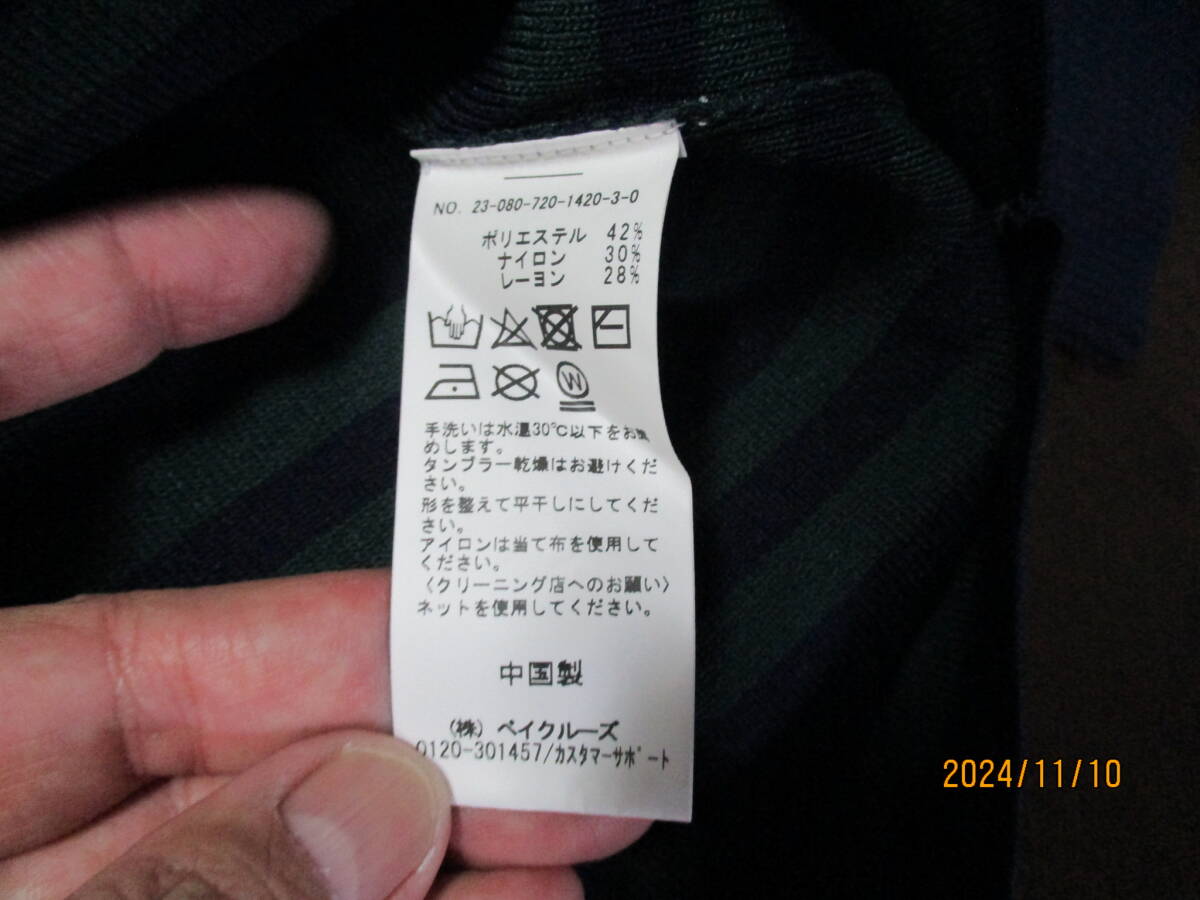 NO. 23-080-720-1420-3-0
ポリエステル 42%
ナイロン 30%
レーヨン 28%
W
手洗いは水温30℃以下をお薦
めします。
タンブラー乾燥はお避けくだ
さい。
形を整えて平干しにしてくだ
さい。
アイロンは当て布を使用して
ください。
〈クリーニング店へのお願い〉
ネットを使用してください。
中国製
(株) ベイクルーズ
0120-301457/カスタマーサポート
2024/11/10